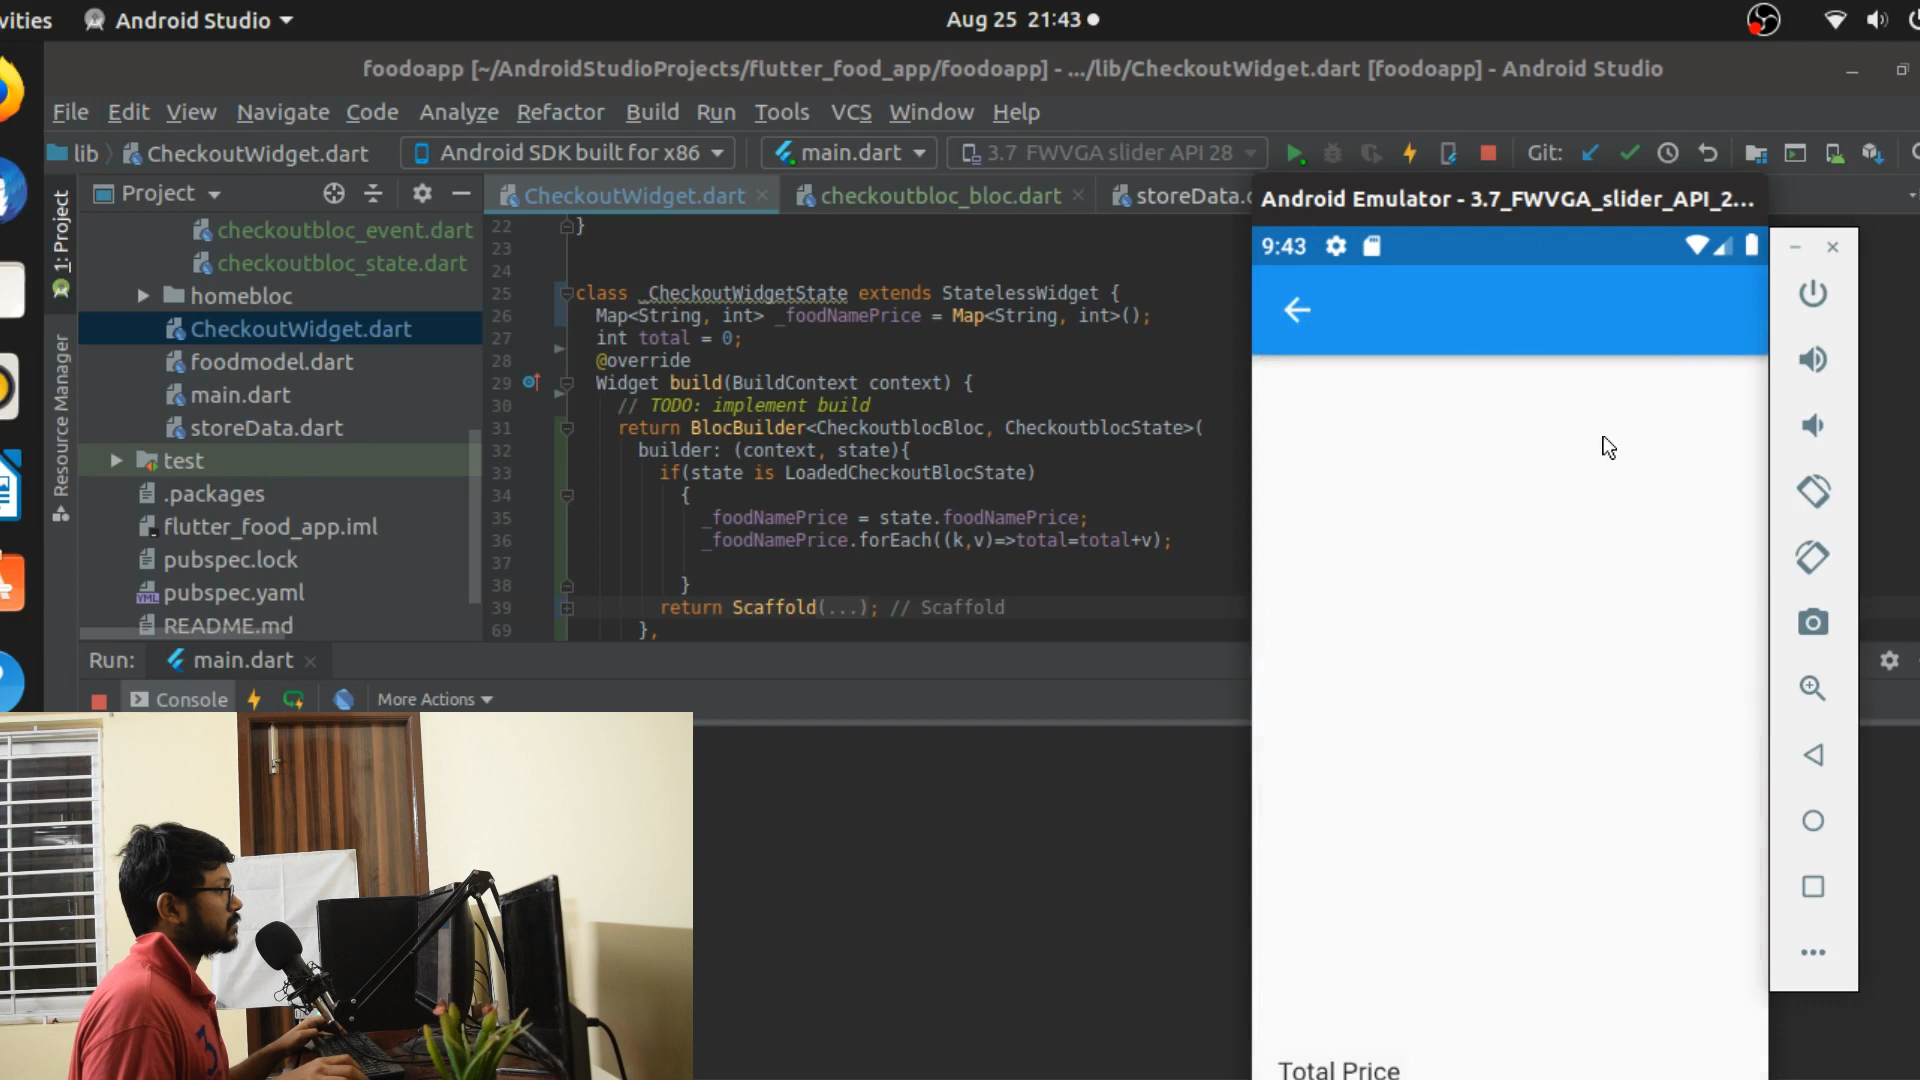 vities
Android Studio
Aug 25 21:43
foodoapp [~/AndroidStudioProjects/flutter_food_app/foodoapp] - .../lib/CheckoutWidget.dart [foodoapp] - Android Studio
File Edit View Navigate Code Analyze Refactor Build Run Tools VCS Window Help
lib CheckoutWidget.dart
Android SDK built for x86
main.dart
3.7 FWVGA slider API 28
Git:
1: Project
Resource Manager
Project
checkoutbloc_event.dart
checkoutbloc_state.dart
homebloc
CheckoutWidget.dart
foodmodel.dart
main.dart
storeData.dart
test
.packages
flutter_food_app.iml
pubspec.lock
pubspec.yaml
README.md
CheckoutWidget.dart
checkoutbloc_bloc.dart
storeData.
22 }
23
24
25 class _CheckoutWidgetState extends StatelessWidget {
26 Map<String, int> _foodNamePrice = Map<String, int>();
27 int total = 0;
28 @override
29 Widget build(BuildContext context) {
30 // TODO: implement build
31 return BlocBuilder<CheckoutblocBloc, CheckoutblocState>(
32 builder: (context, state){
33 if(state is LoadedCheckoutBlocState)
34 {
35 _foodNamePrice = state.foodNamePrice;
36 _foodNamePrice.forEach((k,v)=>total=total+v);
37
38 }
39 return Scaffold(...); // Scaffold
69 },
Run: main.dart
Console
More Actions
Android Emulator - 3.7_FWVGA_slider_API_2...
9:43
Total Price
3